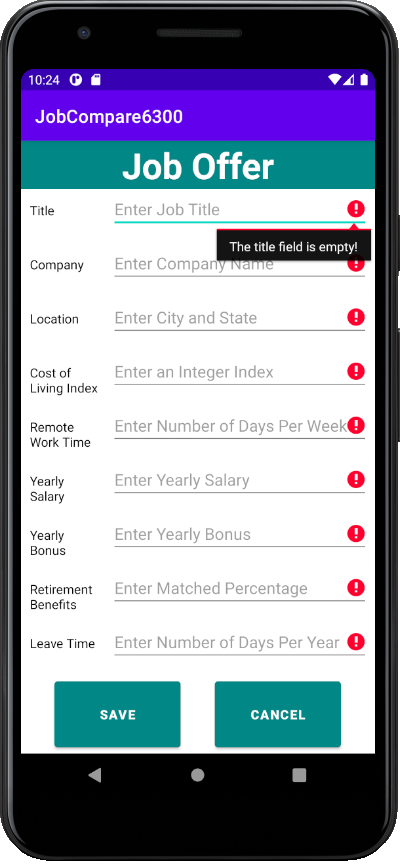 10:24
JobCompare6300
Job Offer
Title
Enter Job Title
The title field is empty!
Company
Enter Company Name
Location
Enter City and State
Cost of
Living Index
Enter an Integer Index
Remote
Work Time
Enter Number of Days Per Week
Yearly
Salary
Enter Yearly Salary
Yearly
Bonus
Enter Yearly Bonus
Retirement
Benefits
Enter Matched Percentage
Leave Time
Enter Number of Days Per Year
SAVE
CANCEL